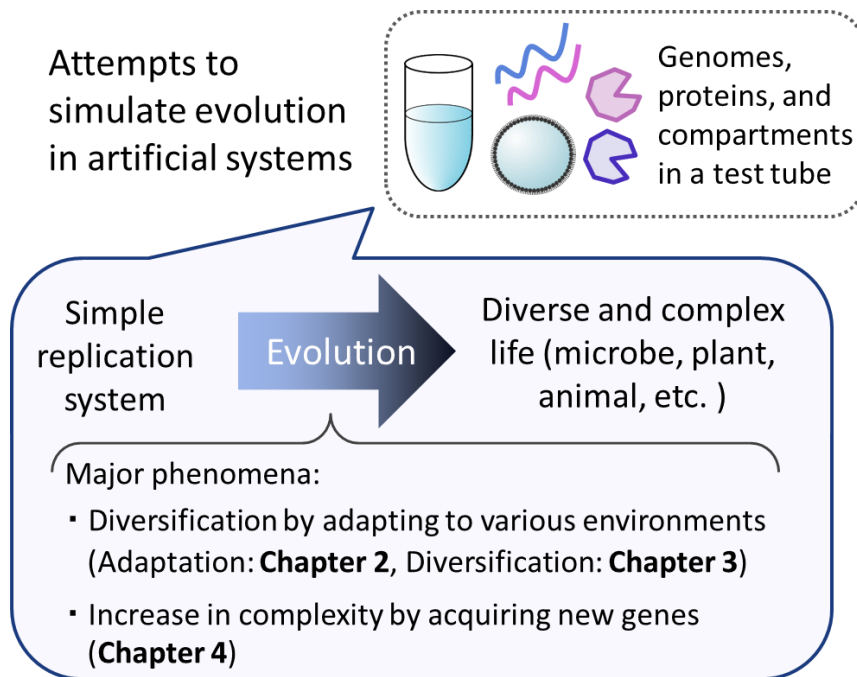 Attempts to
simulate evolution
in artificial systems
Genomes,
proteins, and
compartments
in a test tube
Simple
replication
system
Evolution
Diverse and complex
life (microbe, plant,
animal, etc. )
Major phenomena:
・Diversification by adapting to various environments
(Adaptation: Chapter 2, Diversification: Chapter 3)
・Increase in complexity by acquiring new genes
(Chapter 4)